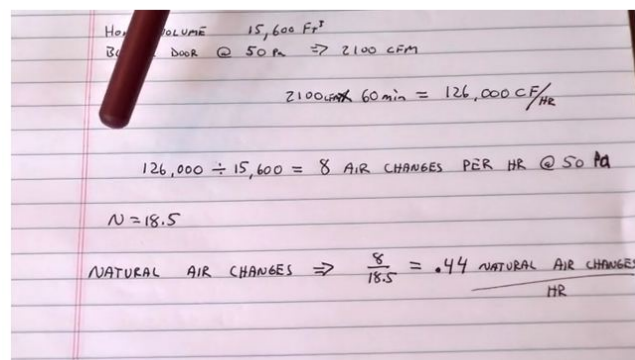 Ho VOLUME 15,600 FT³
B DOOR @ 50 Pa ⇒ 2100 CFM
2100 CFM X 60 min = 126,000 CF/HR
126,000 ÷ 15,600 = 8 AIR CHANGES PER HR @ 50 Pa
N = 18.5
NATURAL AIR CHANGES ⇒ 8/18.5 = .44 NATURAL AIR CHANGES/HR